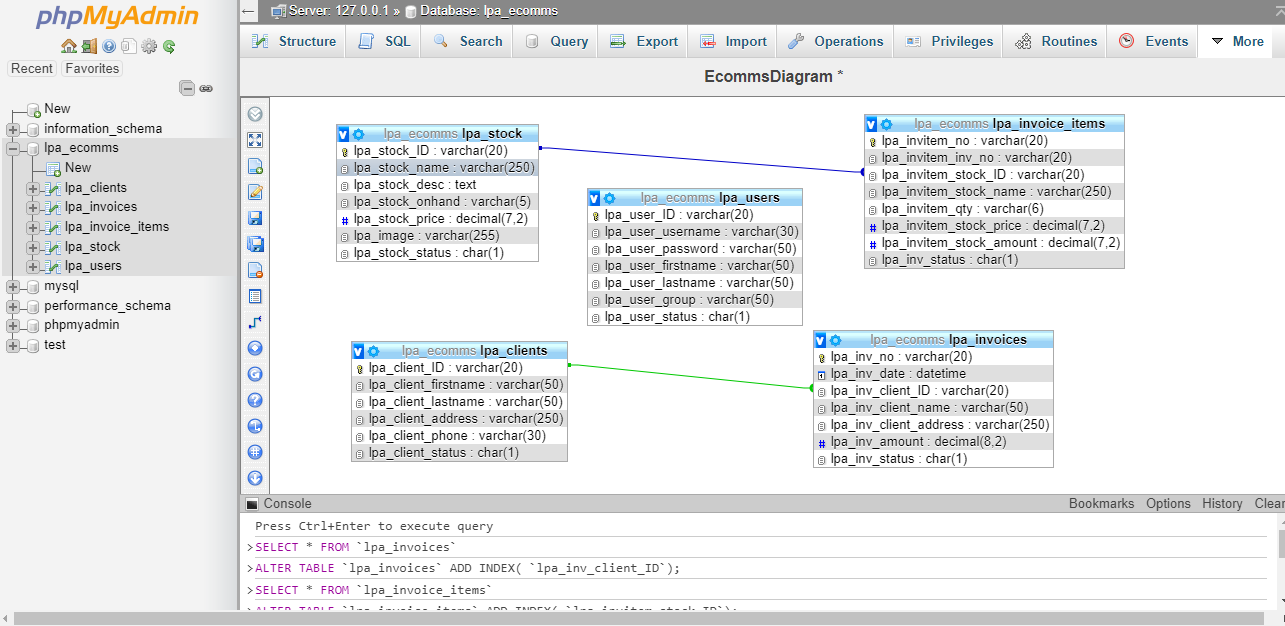 phpMyAdmin
Recent Favorites
New
information_schema
lpa_ecomms
New
lpa_clients
lpa_invoices
lpa_invoice_items
lpa_stock
lpa_users
mysql
performance_schema
phpmyadmin
test
Server: 127.0.0.1 » Database: lpa_ecomms
Structure SQL Search Query Export Import Operations Privileges Routines Events More
EcommsDiagram *
lpa_ecomms lpa_stock
lpa_stock_ID : varchar(20)
lpa_stock_name : varchar(250)
lpa_stock_desc : text
lpa_stock_onhand : varchar(5)
lpa_stock_price : decimal(7,2)
lpa_image : varchar(255)
lpa_stock_status : char(1)
lpa_ecomms lpa_invoice_items
lpa_invitem_no : varchar(20)
lpa_invitem_inv_no : varchar(20)
lpa_invitem_stock_ID : varchar(20)
lpa_invitem_stock_name : varchar(250)
lpa_invitem_qty : varchar(6)
lpa_invitem_stock_price : decimal(7,2)
lpa_invitem_stock_amount : decimal(7,2)
lpa_inv_status : char(1)
lpa_ecomms lpa_users
lpa_user_ID : varchar(20)
lpa_user_username : varchar(30)
lpa_user_password : varchar(50)
lpa_user_firstname : varchar(50)
lpa_user_lastname : varchar(50)
lpa_user_group : varchar(50)
lpa_user_status : char(1)
lpa_ecomms lpa_clients
lpa_client_ID : varchar(20)
lpa_client_firstname : varchar(50)
lpa_client_lastname : varchar(50)
lpa_client_address : varchar(250)
lpa_client_phone : varchar(30)
lpa_client_status : char(1)
lpa_ecomms lpa_invoices
lpa_inv_no : varchar(20)
lpa_inv_date : datetime
lpa_inv_client_ID : varchar(20)
lpa_inv_client_name : varchar(50)
lpa_inv_client_address : varchar(250)
lpa_inv_amount : decimal(8,2)
lpa_inv_status : char(1)
Console Bookmarks Options History Clear
Press Ctrl+Enter to execute query
>SELECT * FROM `lpa_invoices`
>ALTER TABLE `lpa_invoices` ADD INDEX( `lpa_inv_client_ID`);
>SELECT * FROM `lpa_invoice_items`
>ALTER TABLE `lpa_invoice_items` ADD INDEX( `lpa_invitem_stock_ID`);